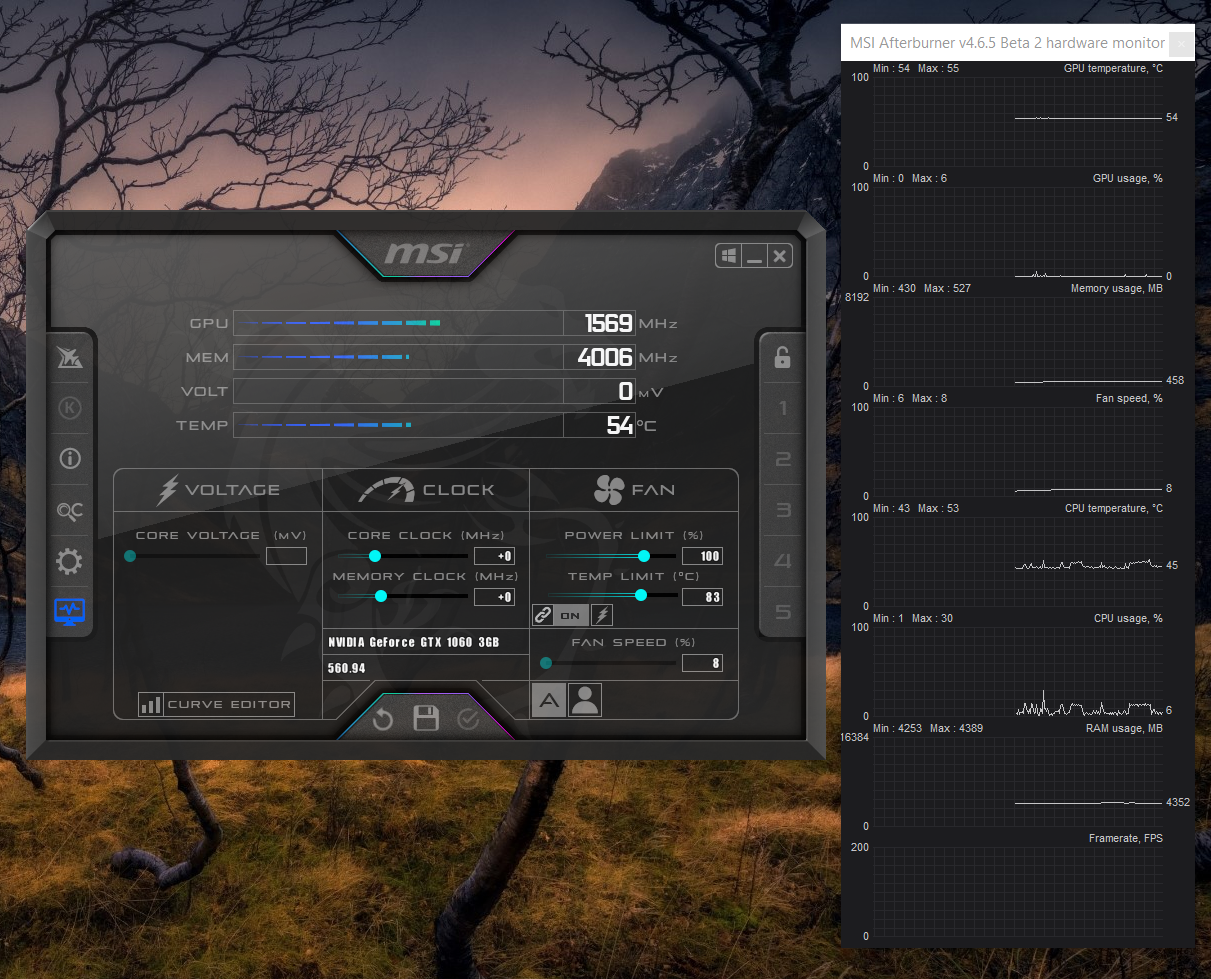 MSI Afterburner v4.6.5 Beta 2 hardware monitor
msi
GPU 1569 MHz
MEM 4006 MHz
VOLT 0 MV
TEMP 54 °C
K
i
OC
1
2
3
4
5
VOLTAGE CLOCK FAN
CORE VOLTAGE (MV)
CORE CLOCK (MHz) +0
MEMORY CLOCK (MHz) +0
POWER LIMIT (%) 100
TEMP LIMIT (°C) 83
ON
NVIDIA GeForce GTX 1060 3GB
560.94
FAN SPEED (%) 8
A
CURVE EDITOR
Min : 54 Max : 55 GPU temperature, °C
100
54
0
Min : 0 Max : 6 GPU usage, %
100
0 0
Min : 430 Max : 527 Memory usage, MB
8192
458
0
Min : 6 Max : 8 Fan speed, %
100
8
0
Min : 43 Max : 53 CPU temperature, °C
100
45
0
Min : 1 Max : 30 CPU usage, %
100
6
0
Min : 4253 Max : 4389 RAM usage, MB
16384
4352
0
Framerate, FPS
200
0